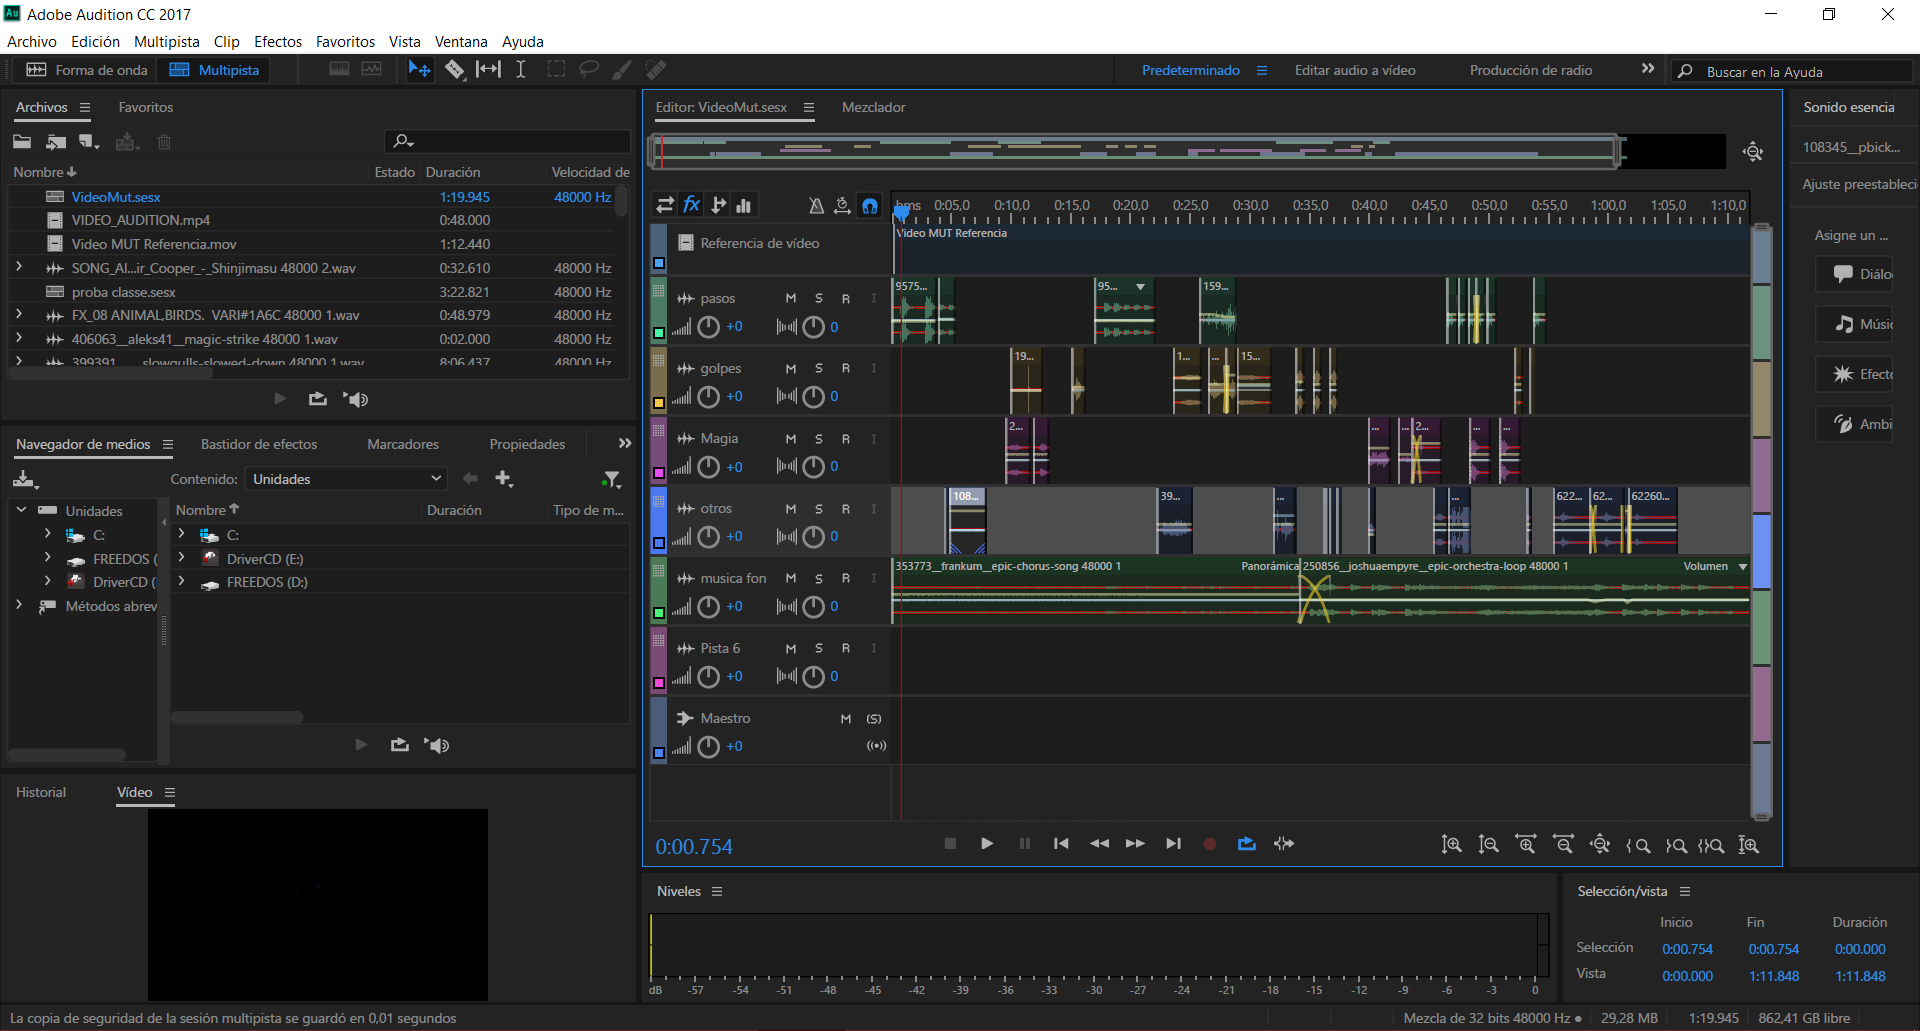 Adobe Audition CC 2017
Archivo Edición Multipista Clip Efectos Favoritos Vista Ventana Ayuda
Forma de onda Multipista Predeterminado Editar audio a vídeo Producción de radio Buscar en la Ayuda
Archivos Favoritos
Nombre Estado Duración Velocidad de
VideoMut.sesx 1:19.945 48000 Hz
VIDEO_AUDITION.mp4 0:48.000
Video MUT Referencia.mov 1:12.440
SONG_Al...ir_Cooper_-_Shinjimasu 48000 2.wav 0:32.610 48000 Hz
proba classe.sesx 3:22.821 48000 Hz
FX_08 ANIMAL,BIRDS. VARI#1A6C 48000 1.wav 0:48.979 48000 Hz
406063__aleks41__magic-strike 48000 1.wav 0:02.000 48000 Hz
399391 slowgulls-slowed-down 48000 1.wav 8:06.437 48000 Hz
Navegador de medios Bastidor de efectos Marcadores Propiedades
Contenido: Unidades
Unidades
C:
FREEDOS (
DriverCD (
Métodos abrev
Nombre Duración Tipo de m...
C:
DriverCD (E:)
FREEDOS (D:)
Historial Vídeo
Editor: VideoMut.sesx Mezclador
hms 0:05,0 0:10,0 0:15,0 0:20,0 0:25,0 0:30,0 0:35,0 0:40,0 0:45,0 0:50,0 0:55,0 1:00,0 1:05,0 1:10,0
Referencia de vídeo Video MUT Referencia
pasos M S R I 9575... 95... 159...
+0 0
golpes M S R I 19... 1... ... 15...
+0 0
Magia M S R I 2... ... ... 2... ... ...
+0 0
otros M S R I 108... 39... ... ... 622... 62... 62260...
+0 0
musica fon M S R I 353773__frankum__epic-chorus-song 48000 1 Panorámica 250856__joshuaempyre__epic-orchestra-loop 48000 1 Volumen
+0 0
Pista 6 M S R I
+0 0
Maestro M (S)
+0
0:00.754
Niveles
dB -57 -54 -51 -48 -45 -42 -39 -36 -33 -30 -27 -24 -21 -18 -15 -12 -9 -6 -3 0
Sonido esencia
108345__pbick...
Ajuste preestableci
Asigne un ...
Diálo
Músic
Efecto
Ambi
Selección/vista
Inicio Fin Duración
Selección 0:00.754 0:00.754 0:00.000
Vista 0:00.000 1:11.848 1:11.848
La copia de seguridad de la sesión multipista se guardó en 0,01 segundos
Mezcla de 32 bits 48000 Hz 29,28 MB 1:19.945 862,41 GB libre